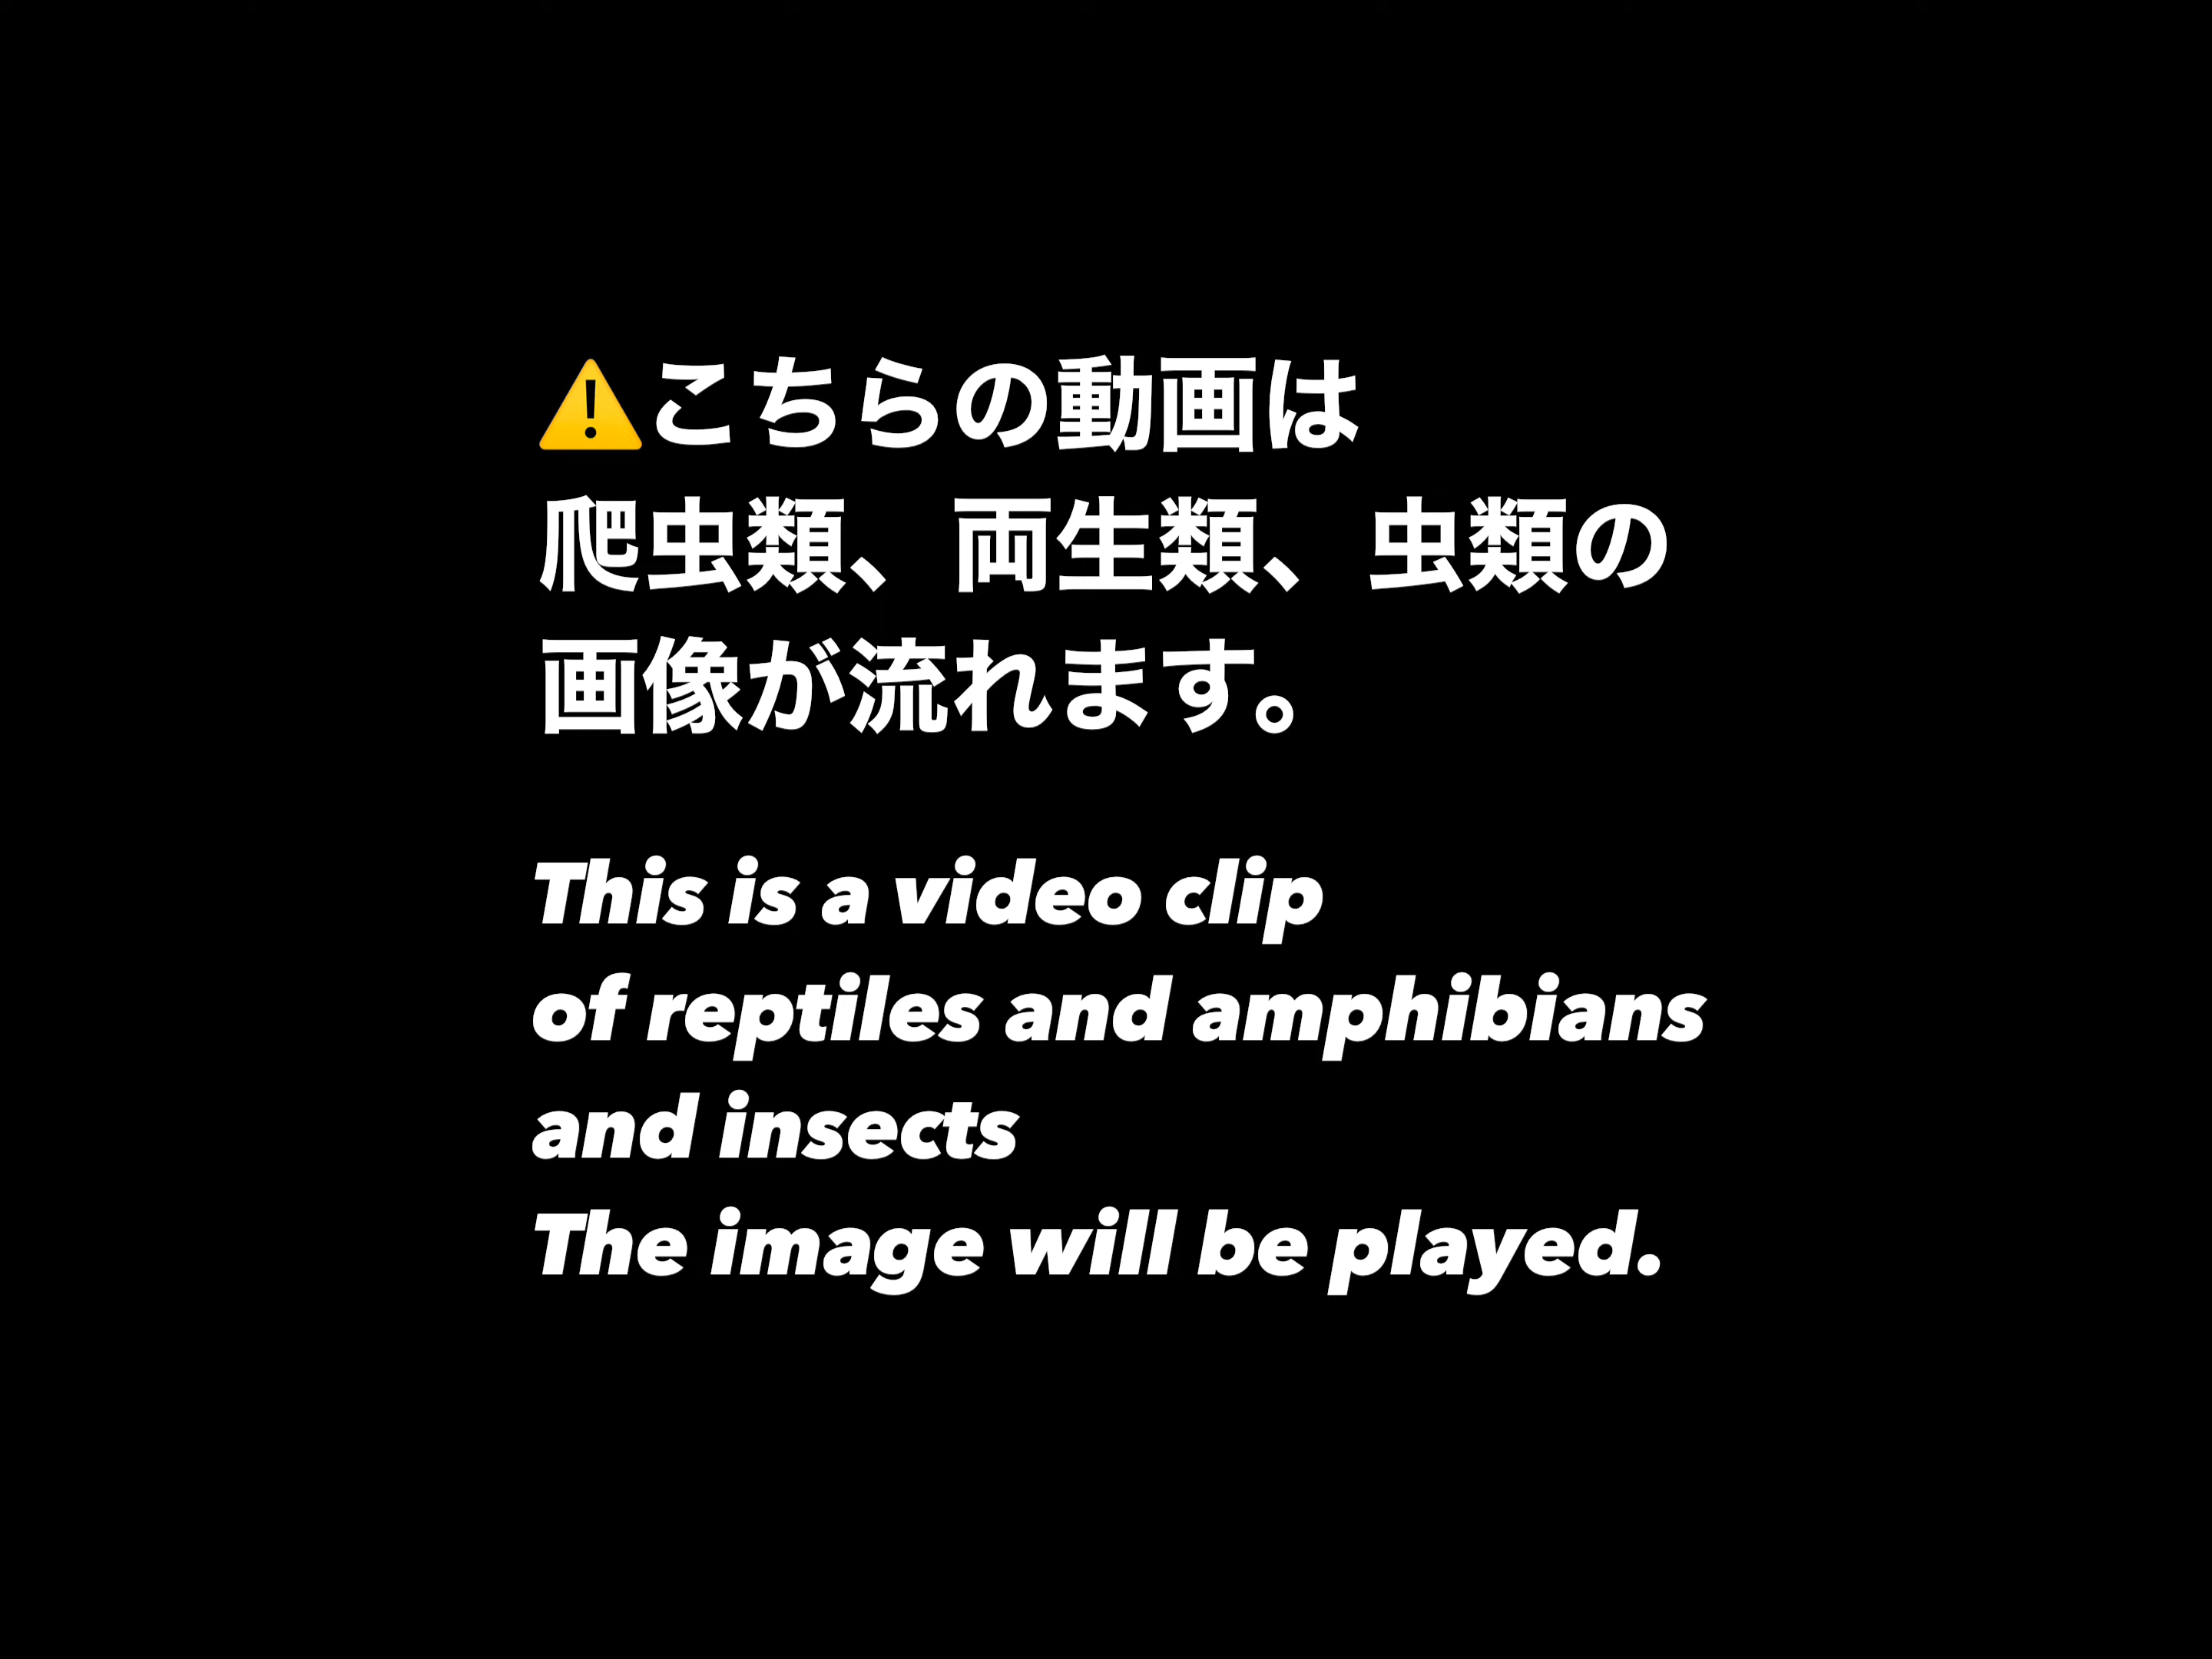 ⚠️こちらの動画は
爬虫類、両生類、虫類の
画像が流れます。
This is a video clip
of reptiles and amphibians
and insects
The image will be played.